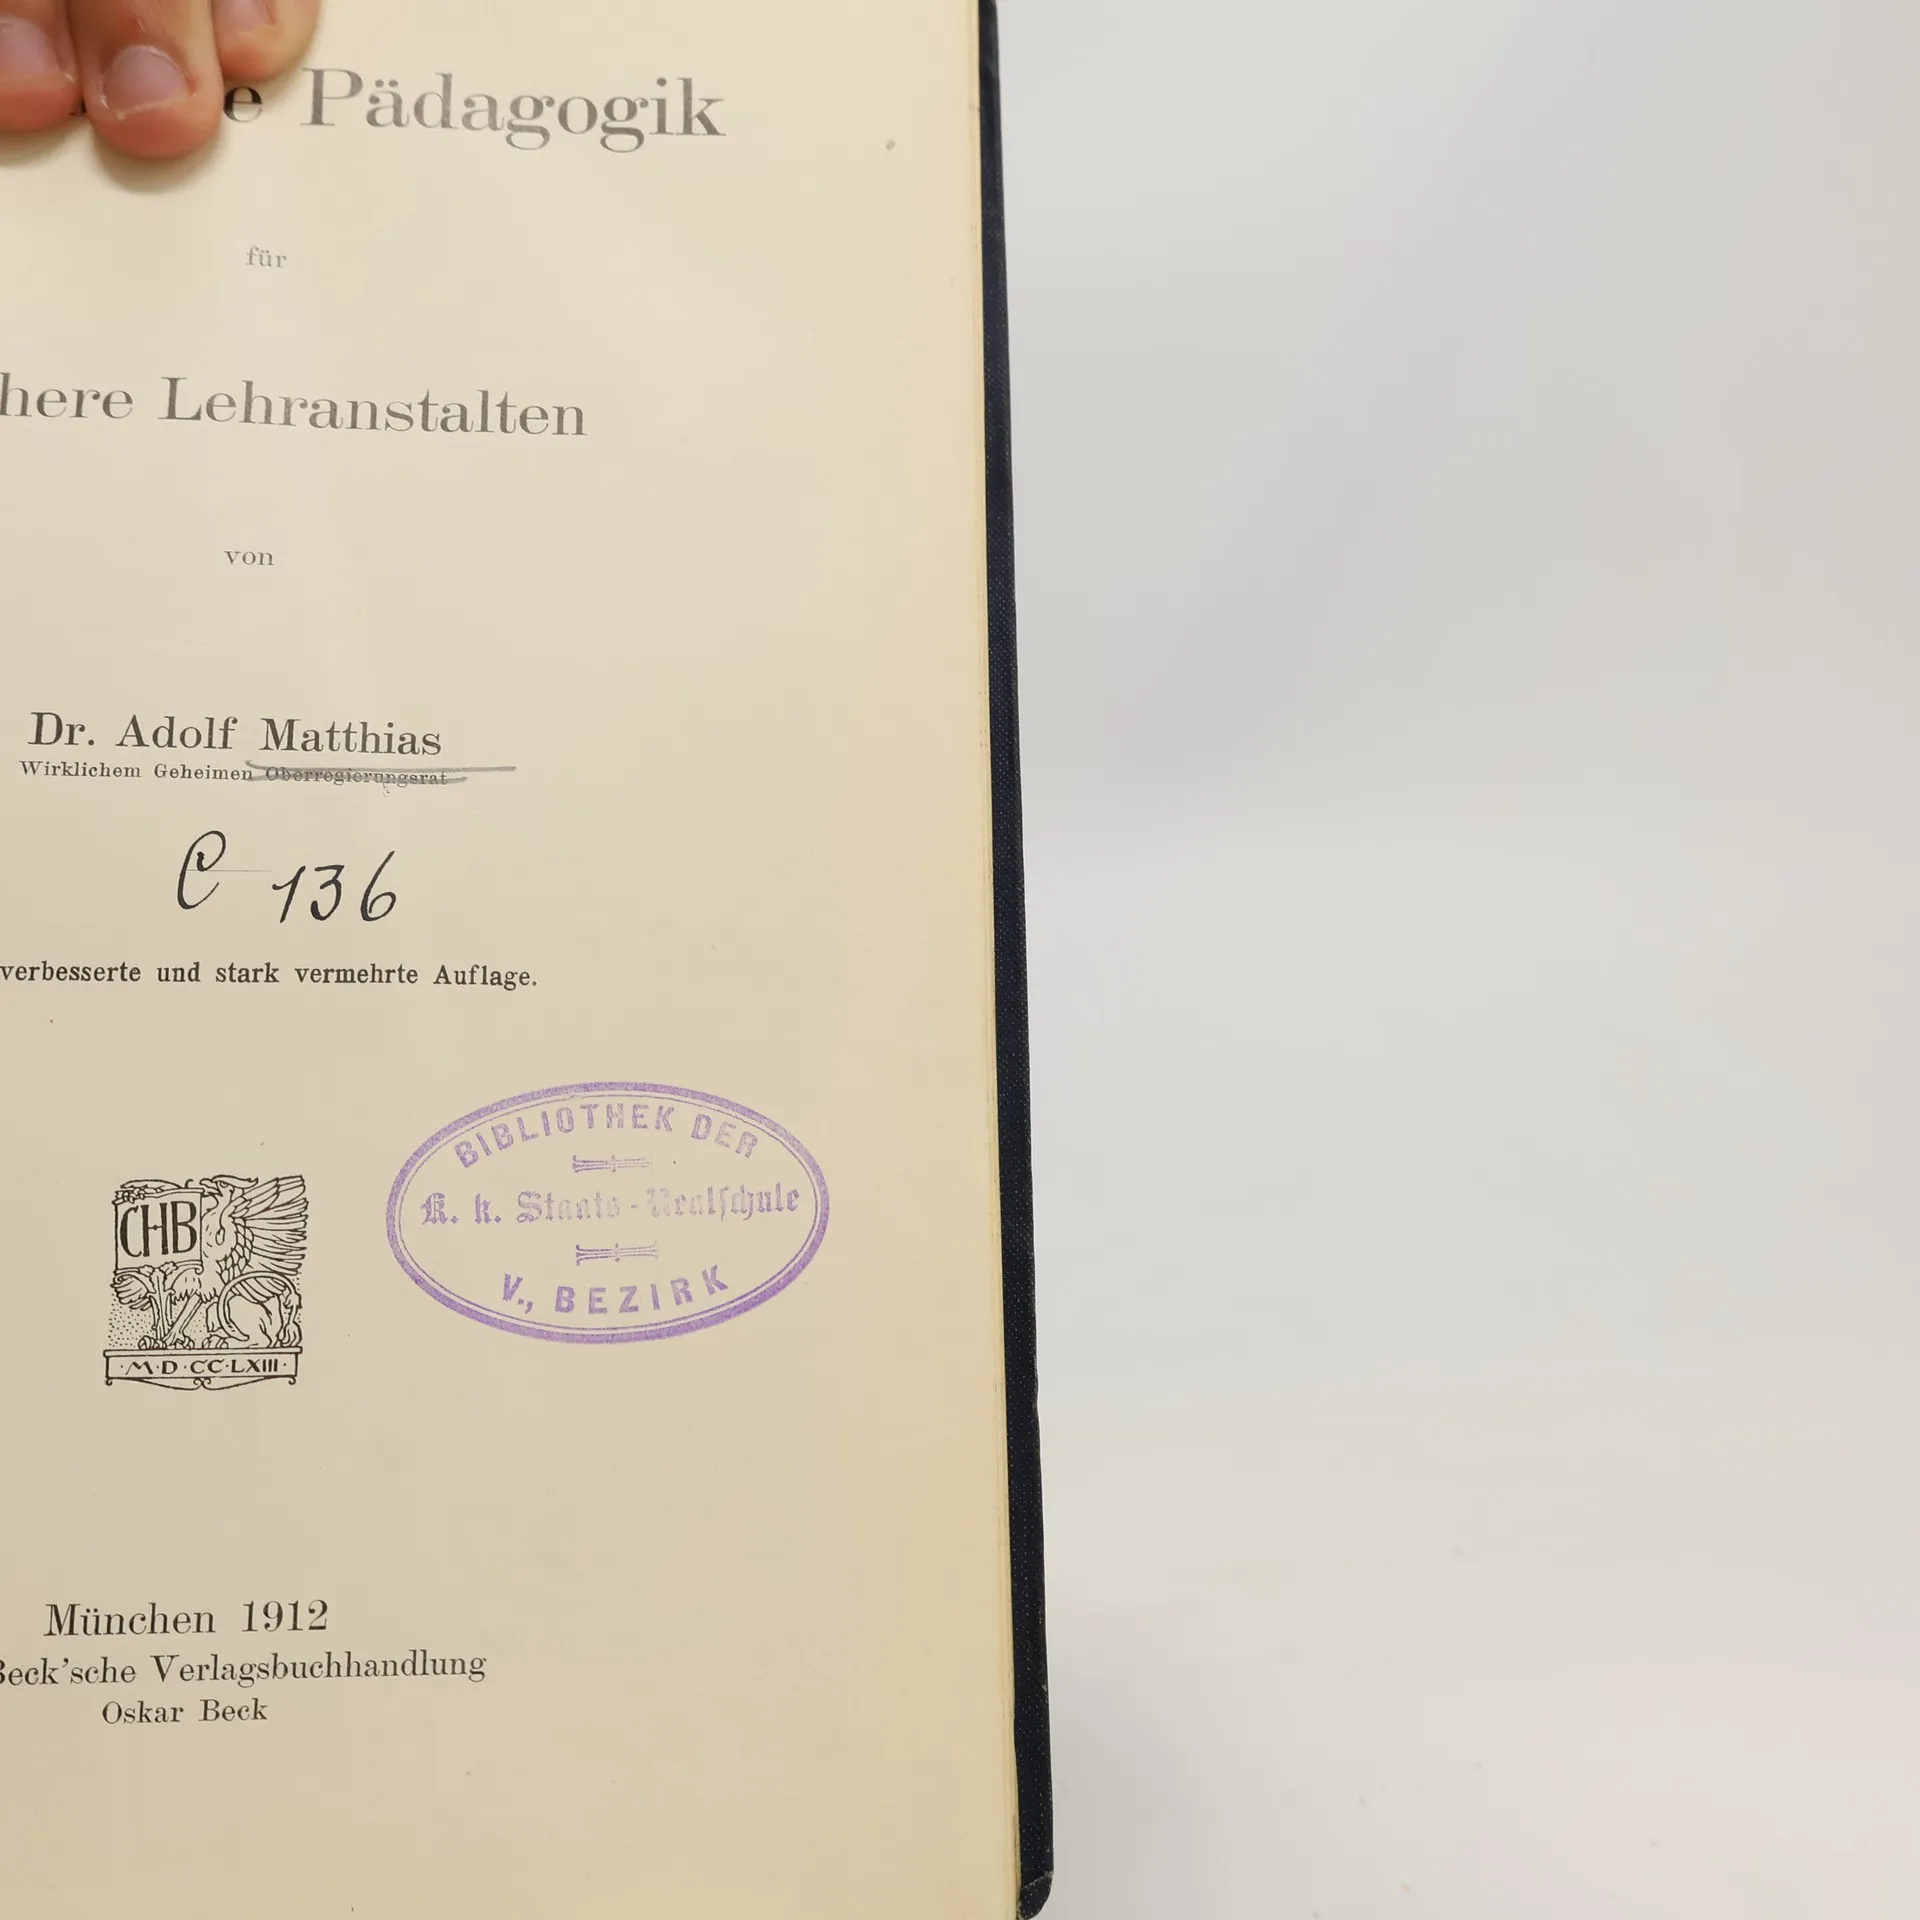 e Pädagogik
für
here Lehranstalten
von
Dr. Adolf Matthias
Wirklichem Geheimen Oberregierungsrat
C 136
verbesserte und stark vermehrte Auflage.
BIBLIOTHEK DER
K. k. Staats-Realschule
V., BEZIRK
CHB
·M·D·CC·LXIII·
München 1912
Beck'sche Verlagsbuchhandlung
Oskar Beck